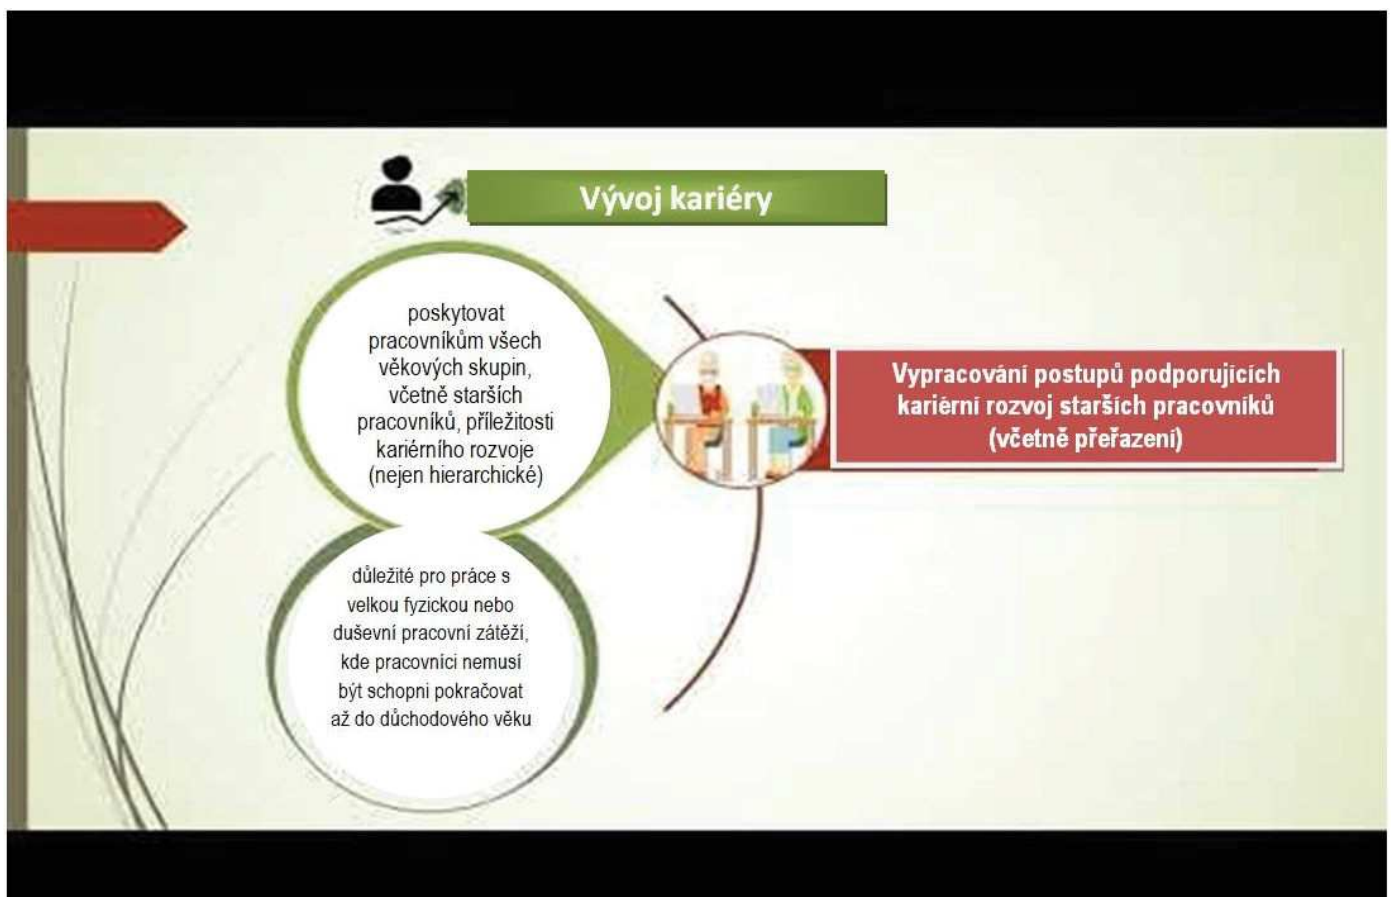 Vývoj kariéry
poskytovat
pracovníkům všech
věkových skupin,
včetně starších
pracovníků, příležitosti
kariérního rozvoje
(nejen hierarchické)
důležité pro práce s
velkou fyzickou nebo
duševní pracovní zátěží,
kde pracovníci nemusí
být schopni pokračovat
až do důchodového věku
Vypracování postupů podporujících
kariérní rozvoj starších pracovníků
(včetně přeřazení)